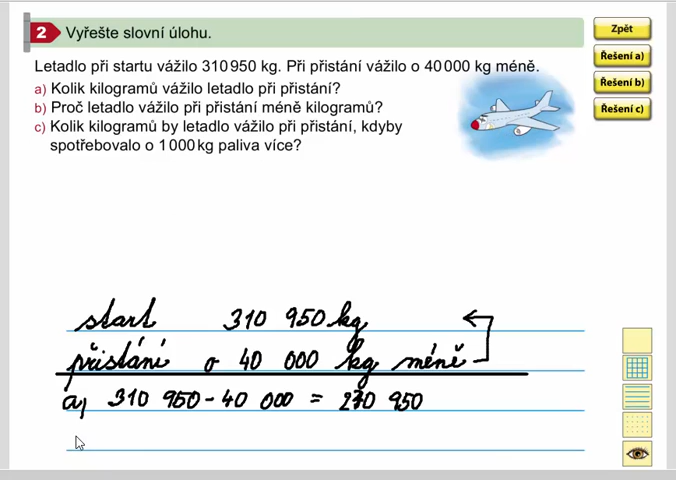 2 Vyřešte slovní úlohu.
Zpět
Řešení a)
Řešení b)
Řešení c)
Letadlo při startu vážilo 310 950 kg. Při přistání vážilo o 40 000 kg méně.
a) Kolik kilogramů vážilo letadlo při přistání?
b) Proč letadlo vážilo při přistání méně kilogramů?
c) Kolik kilogramů by letadlo vážilo při přistání, kdyby
spotřebovalo o 1 000 kg paliva více?
start 310 950 kg
přistání o 40 000 kg méně
a) 310 950 - 40 000 = 270 950